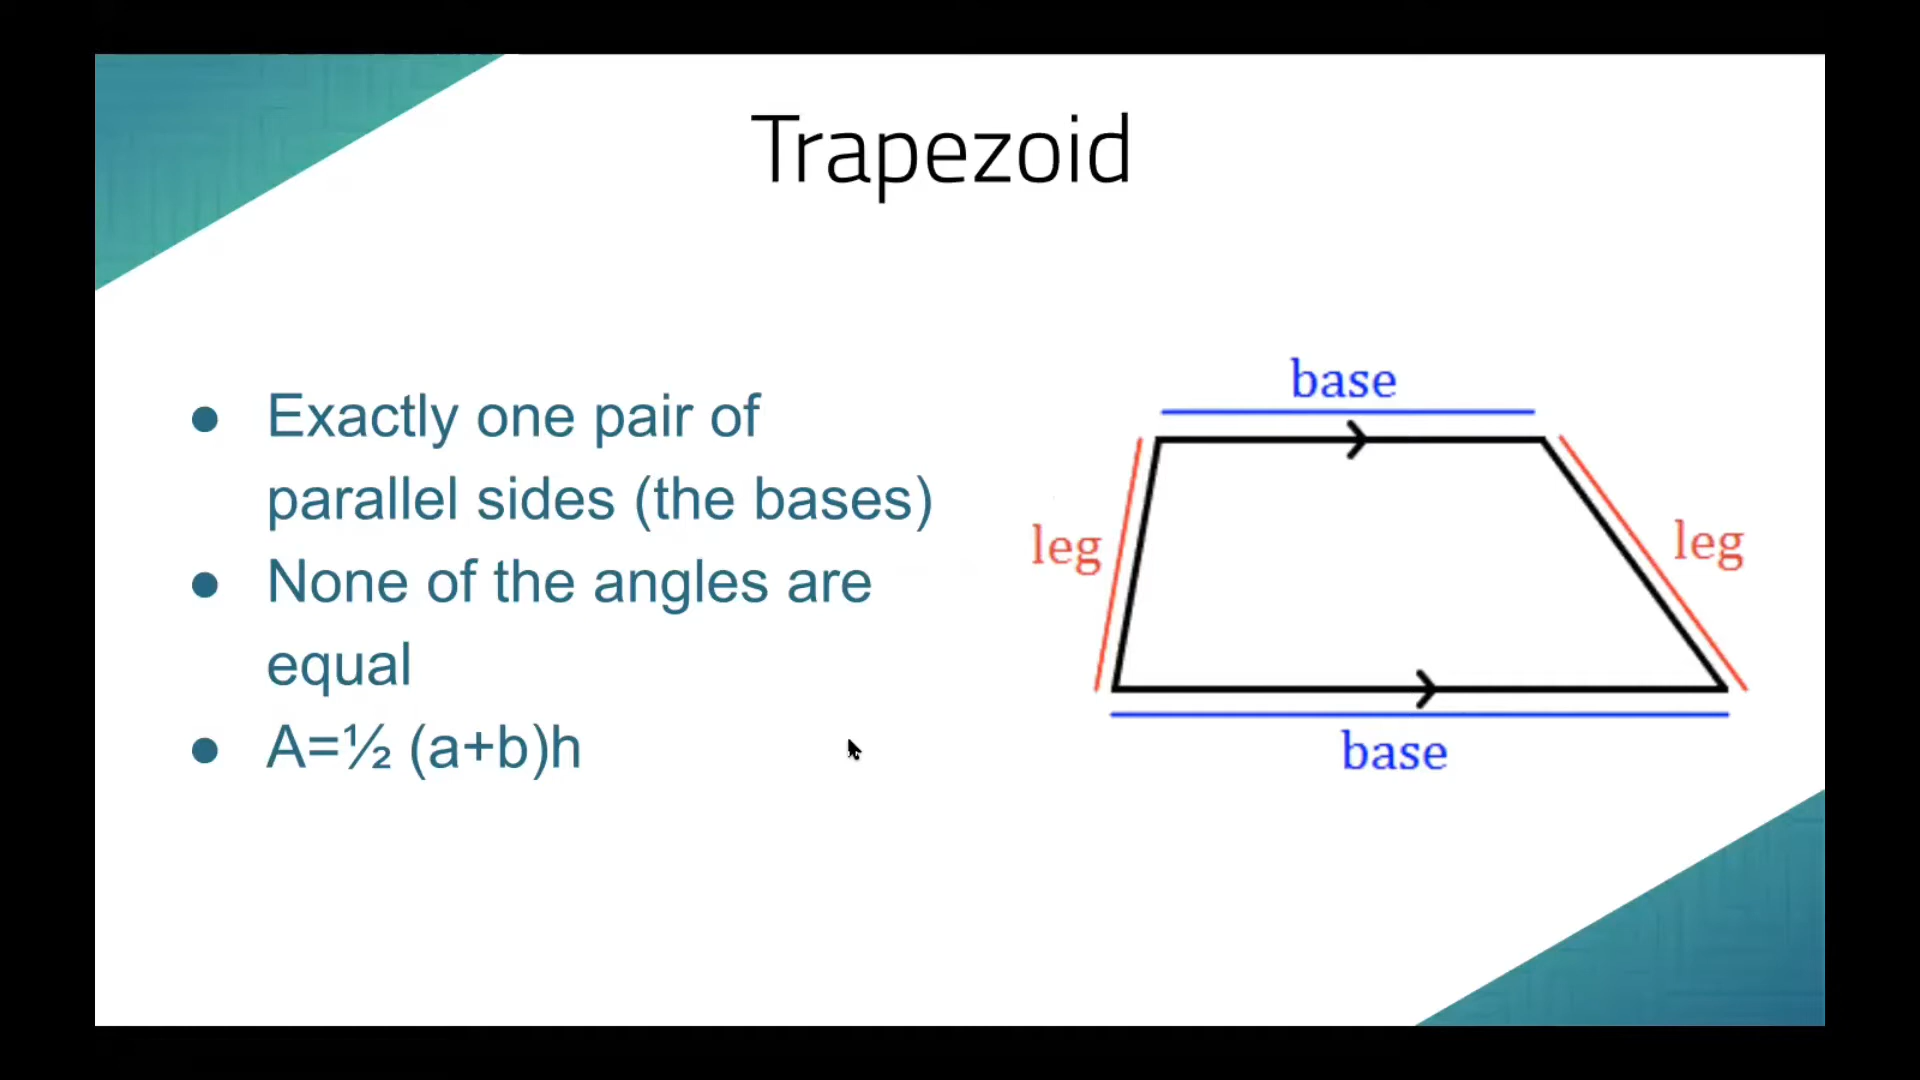 Trapezoid
● Exactly one pair of
parallel sides (the bases)
● None of the angles are
equal
● A=½ (a+b)h
base
leg
leg
base